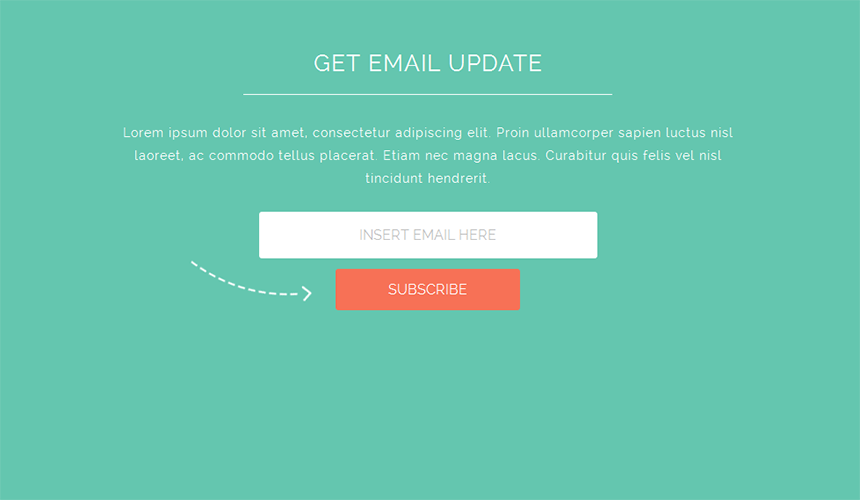 GET EMAIL UPDATE
Lorem ipsum dolor sit amet, consectetur adipiscing elit. Proin ullamcorper sapien luctus nisl
laoreet, ac commodo tellus placerat. Etiam nec magna lacus. Curabitur quis felis vel nisl
tincidunt hendrerit.
INSERT EMAIL HERE
SUBSCRIBE